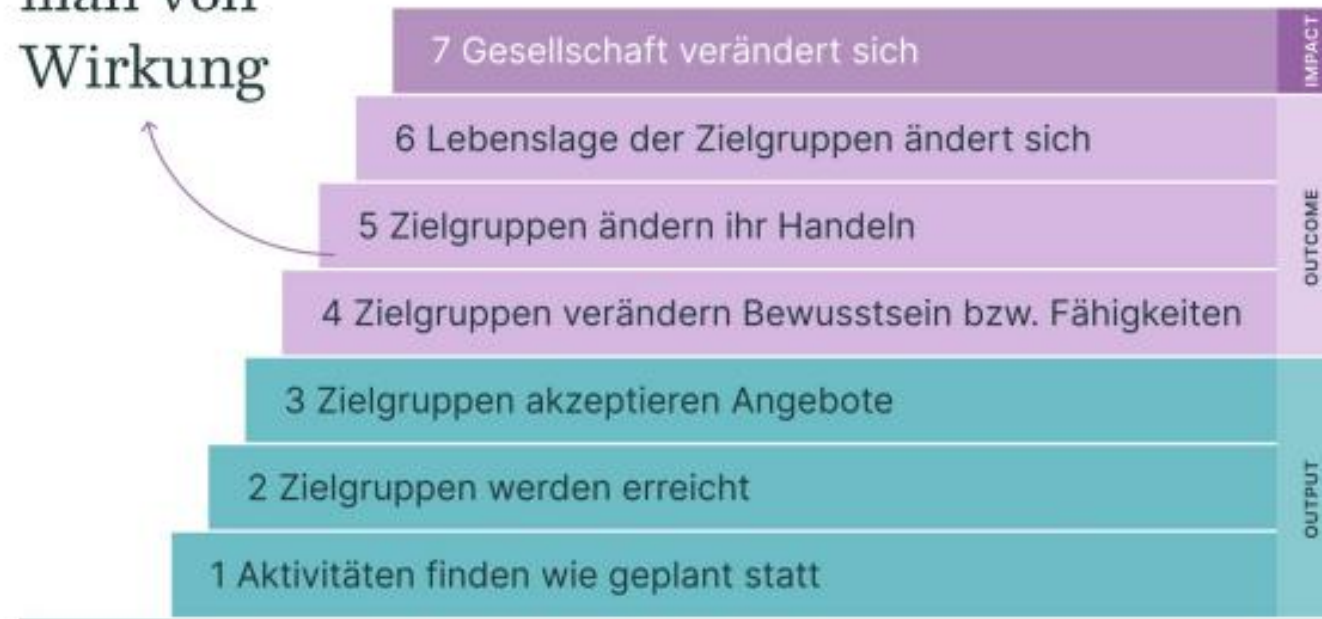 man von
Wirkung
7 Gesellschaft verändert sich
IMPACT
6 Lebenslage der Zielgruppen ändert sich
5 Zielgruppen ändern ihr Handeln
OUTCOME
4 Zielgruppen verändern Bewusstsein bzw. Fähigkeiten
3 Zielgruppen akzeptieren Angebote
2 Zielgruppen werden erreicht
OUTPUT
1 Aktivitäten finden wie geplant statt